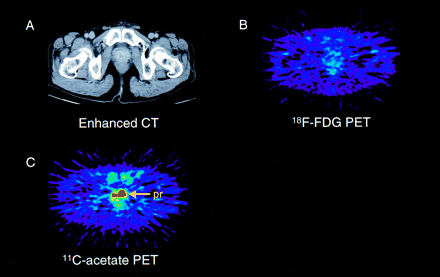 A
B
Enhanced CT
¹⁸F-FDG PET
C
pr
¹¹C-acetate PET